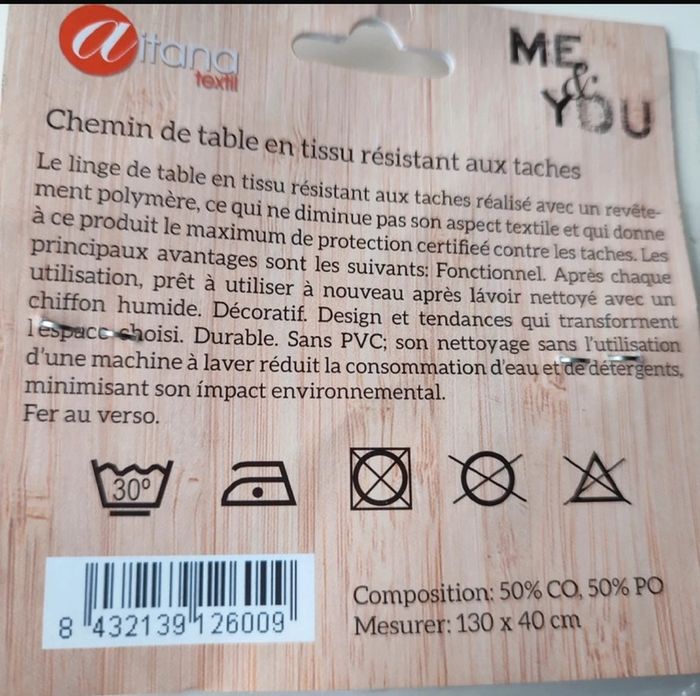 aitana
textil
ME
&
YOU
Chemin de table en tissu résistant aux taches
Le linge de table en tissu résistant aux taches réalisé avec un revête-
ment polymère, ce qui ne diminue pas son aspect textile et qui donne
à ce produit le maximum de protection certifieé contre les taches. Les
principaux avantages sont les suivants: Fonctionnel. Après chaque
utilisation, prêt à utiliser à nouveau après lávoir nettoyé avec un
chiffon humide. Décoratif. Design et tendances qui transforrnent
l'espace choisi. Durable. Sans PVC; son nettoyage sans l'utilisation
d'une machine à laver réduit la consommation d'eau et de détergents,
minimisant son ímpact environnemental.
Fer au verso.
30º
8 432139 126009
Composition: 50% CO, 50% PO
Mesurer: 130 x 40 cm